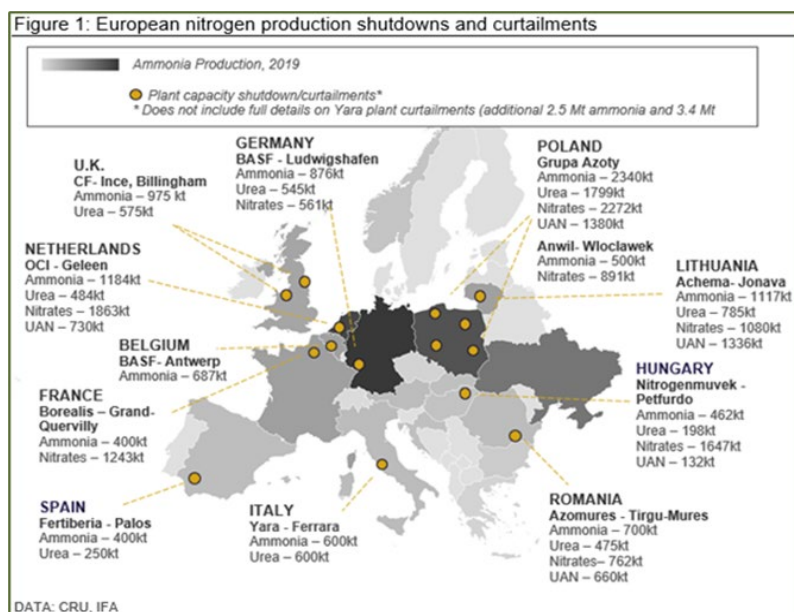 Figure 1: European nitrogen production shutdowns and curtailments
Ammonia Production, 2019
Plant capacity shutdown/curtailments*
* Does not include full details on Yara plant curtailments (additional 2.5 Mt ammonia and 3.4 Mt
U.K.
CF- Ince, Billingham
Ammonia – 975 kt
Urea – 575kt
GERMANY
BASF - Ludwigshafen
Ammonia – 876kt
Urea – 545kt
Nitrates – 561kt
POLAND
Grupa Azoty
Ammonia – 2340kt
Urea – 1799kt
Nitrates – 2272kt
UAN – 1380kt
Anwil- Wloclawek
Ammonia – 500kt
Nitrates – 891kt
NETHERLANDS
OCI - Geleen
Ammonia – 1184kt
Urea – 484kt
Nitrates – 1863kt
UAN – 730kt
LITHUANIA
Achema- Jonava
Ammonia – 1117kt
Urea – 785kt
Nitrates – 1080kt
UAN – 1336kt
BELGIUM
BASF- Antwerp
Ammonia – 687kt
FRANCE
Borealis – Grand-
Quervilly
Ammonia – 400kt
Nitrates – 1243kt
HUNGARY
Nitrogenmuvek -
Petfurdo
Ammonia – 462kt
Urea – 198kt
Nitrates – 1647kt
UAN – 132kt
SPAIN
Fertiberia - Palos
Ammonia – 400kt
Urea – 250kt
ITALY
Yara - Ferrara
Ammonia – 600kt
Urea – 600kt
ROMANIA
Azomures - Tirgu-Mures
Ammonia – 700kt
Urea – 475kt
Nitrates– 762kt
UAN – 660kt
DATA: CRU, IFA